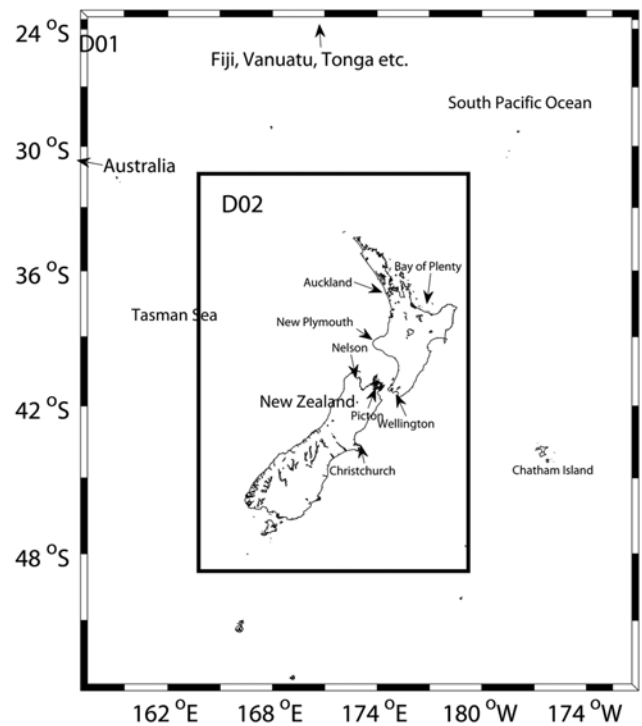 24 °S
D01
Fiji, Vanuatu, Tonga etc.
South Pacific Ocean
30 °S
Australia
D02
36 °S
Bay of Plenty
Auckland
Tasman Sea
New Plymouth
Nelson
New Zealand
42 °S
Picton
Wellington
Christchurch
Chatham Island
48 °S
162 °E
168 °E
174 °E
180 °W
174 °W